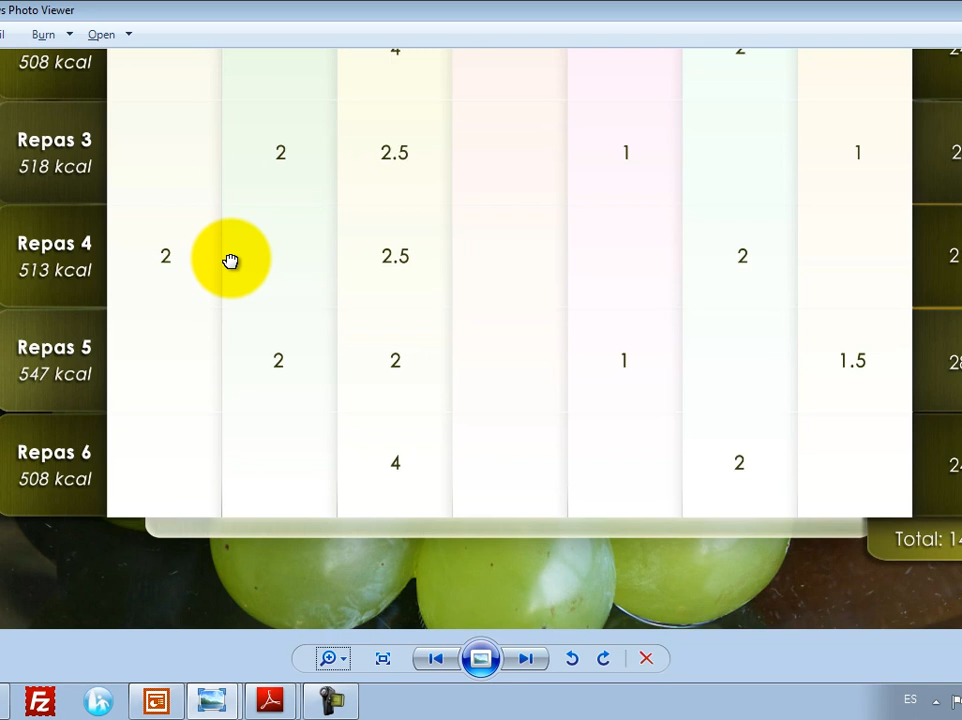 Photo Viewer
Burn Open
508 kcal 4 2
Repas 3
518 kcal 2 2.5 1 1
Repas 4
513 kcal 2 2.5 2
Repas 5
547 kcal 2 2 1 1.5
Repas 6
508 kcal 4 2
Total:
Fz
ES